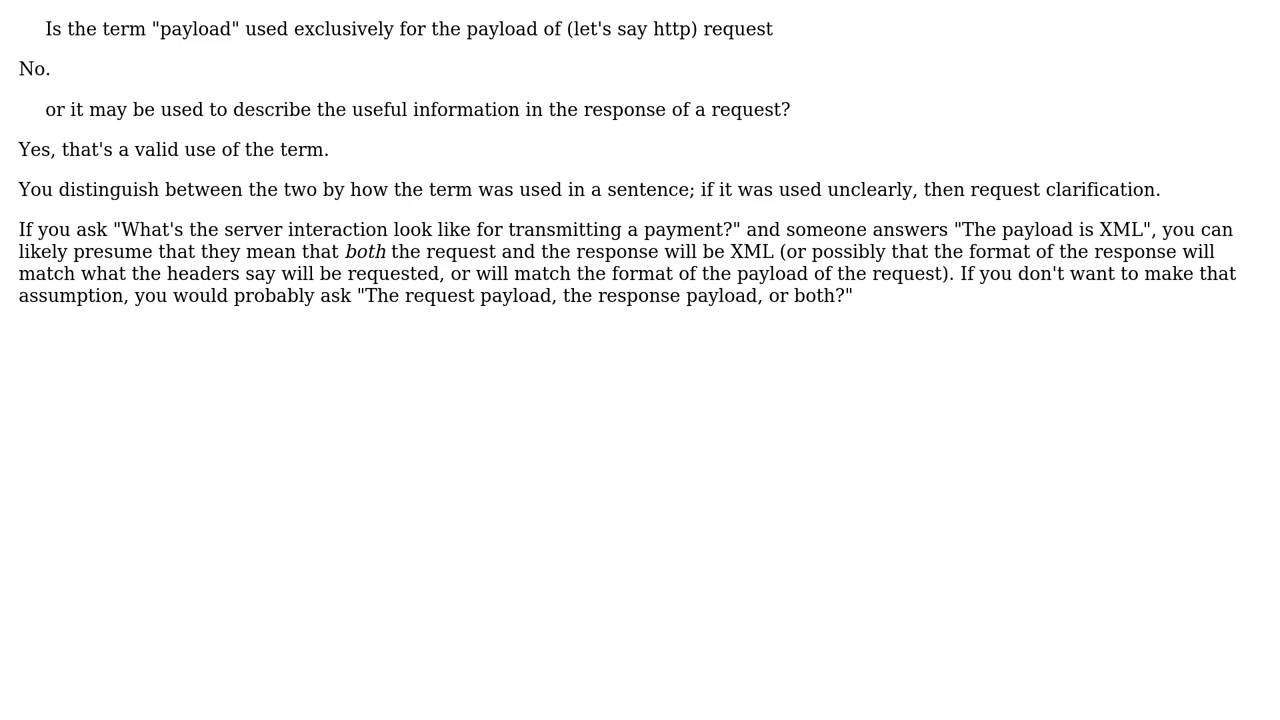 Is the term "payload" used exclusively for the payload of (let's say http) request
No.
or it may be used to describe the useful information in the response of a request?
Yes, that's a valid use of the term.
You distinguish between the two by how the term was used in a sentence; if it was used unclearly, then request clarification.
If you ask "What's the server interaction look like for transmitting a payment?" and someone answers "The payload is XML", you can
likely presume that they mean that both the request and the response will be XML (or possibly that the format of the response will
match what the headers say will be requested, or will match the format of the payload of the request). If you don't want to make that
assumption, you would probably ask "The request payload, the response payload, or both?"